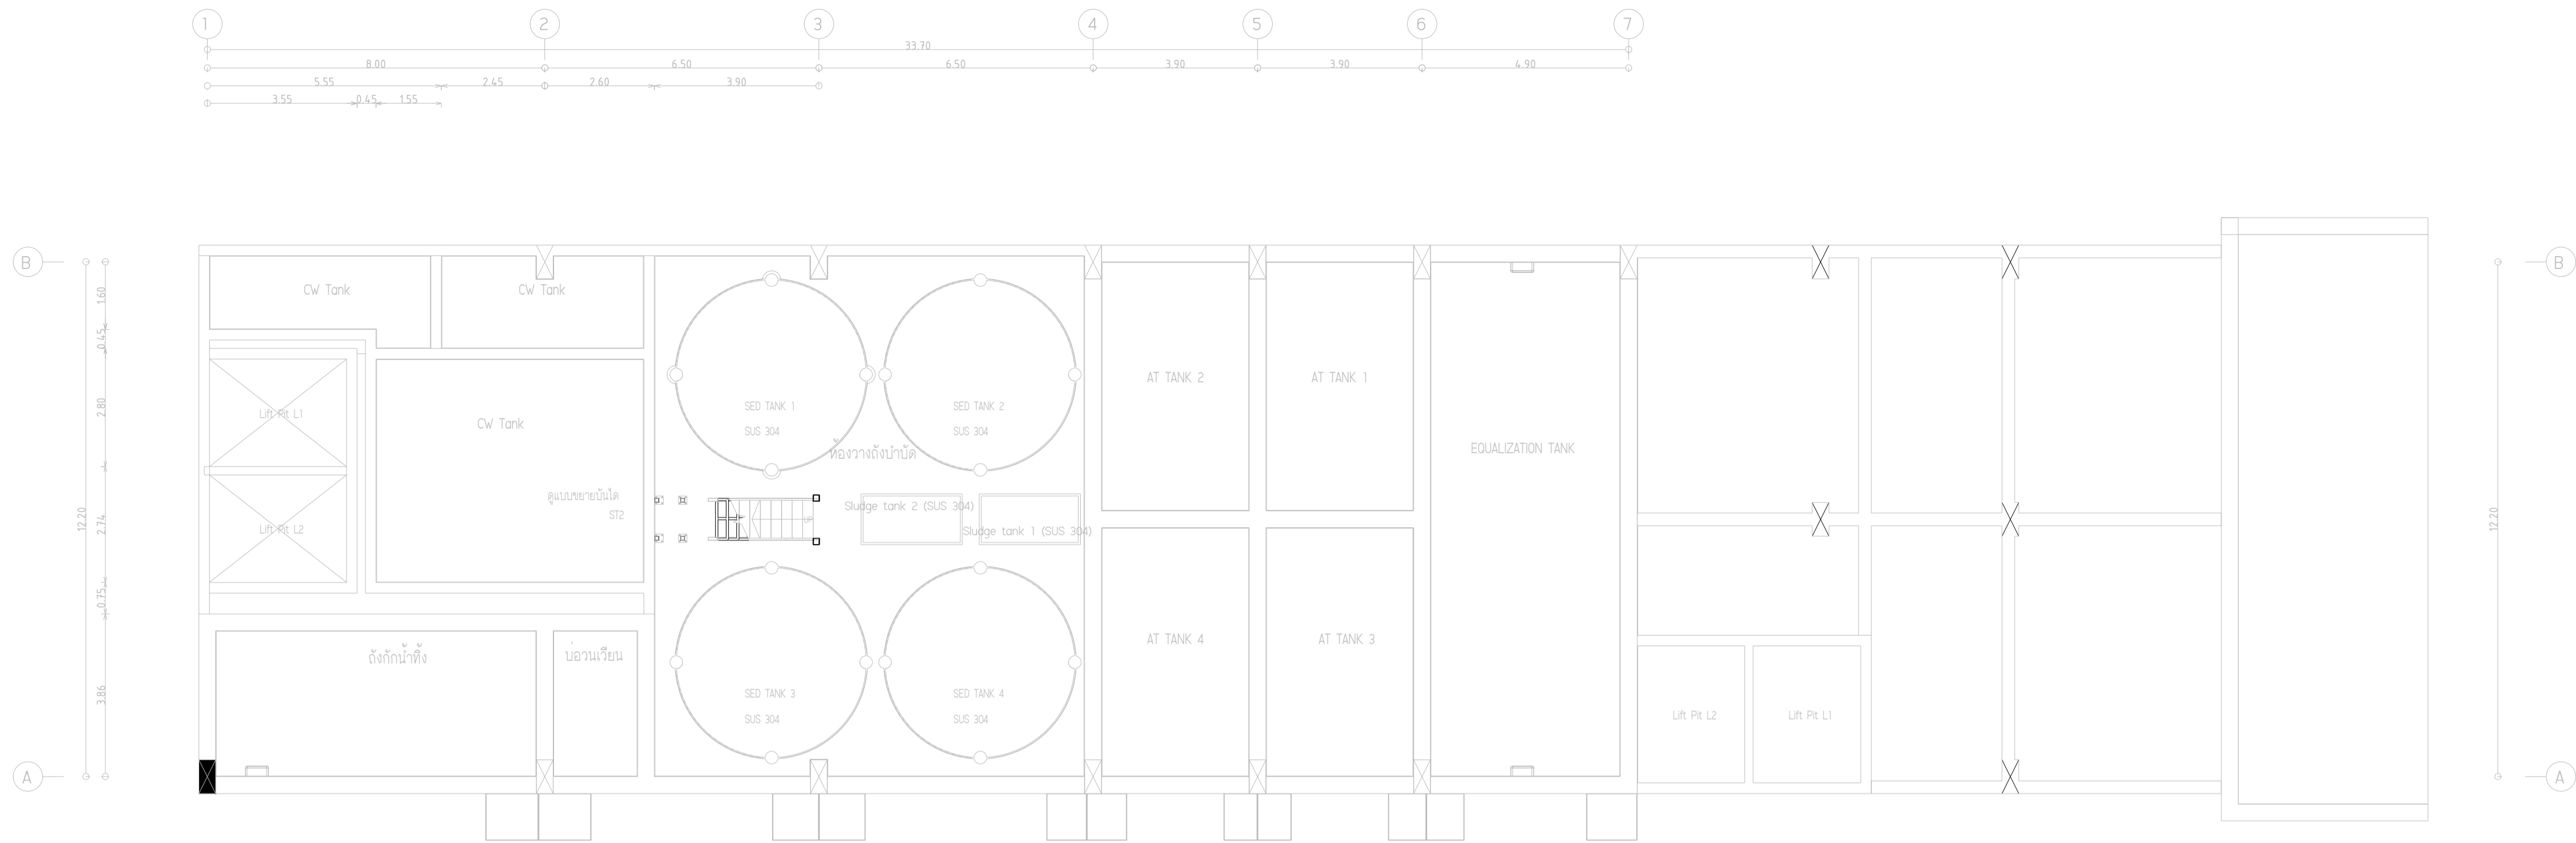 1 2 3 4 5 6 7
33.70
8.00 6.50 6.50 3.90 3.90 4.90
5.55 2.45 2.60 3.90
3.55 0.45 1.55
B B
1.60
0.45
2.80
2.74
0.75
3.86
12.20
12.20
CW Tank
CW Tank
Lift Pit L1
CW Tank
Lift Pit L2
ดูแบบขยายบันได
ST2
ถังกักน้ำทิ้ง
บ่อวนเวียน
SED TANK 1
SUS 304
SED TANK 2
SUS 304
ห้องวางถังบำบัด
UP
Sludge tank 2 (SUS 304)
Sludge tank 1 (SUS 304)
SED TANK 3
SUS 304
SED TANK 4
SUS 304
AT TANK 2
AT TANK 1
AT TANK 4
AT TANK 3
EQUALIZATION TANK
Lift Pit L2
Lift Pit L1
A A